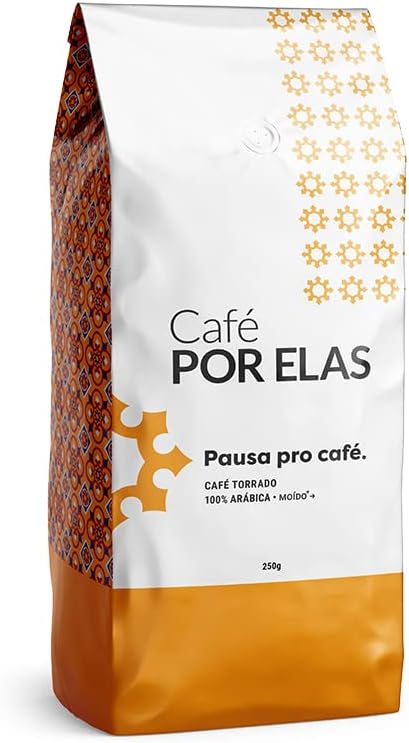 Café
POR ELAS
Pausa pro café.
CAFÉ TORRADO
100% ARÁBICA • MOÍDO*→
250g